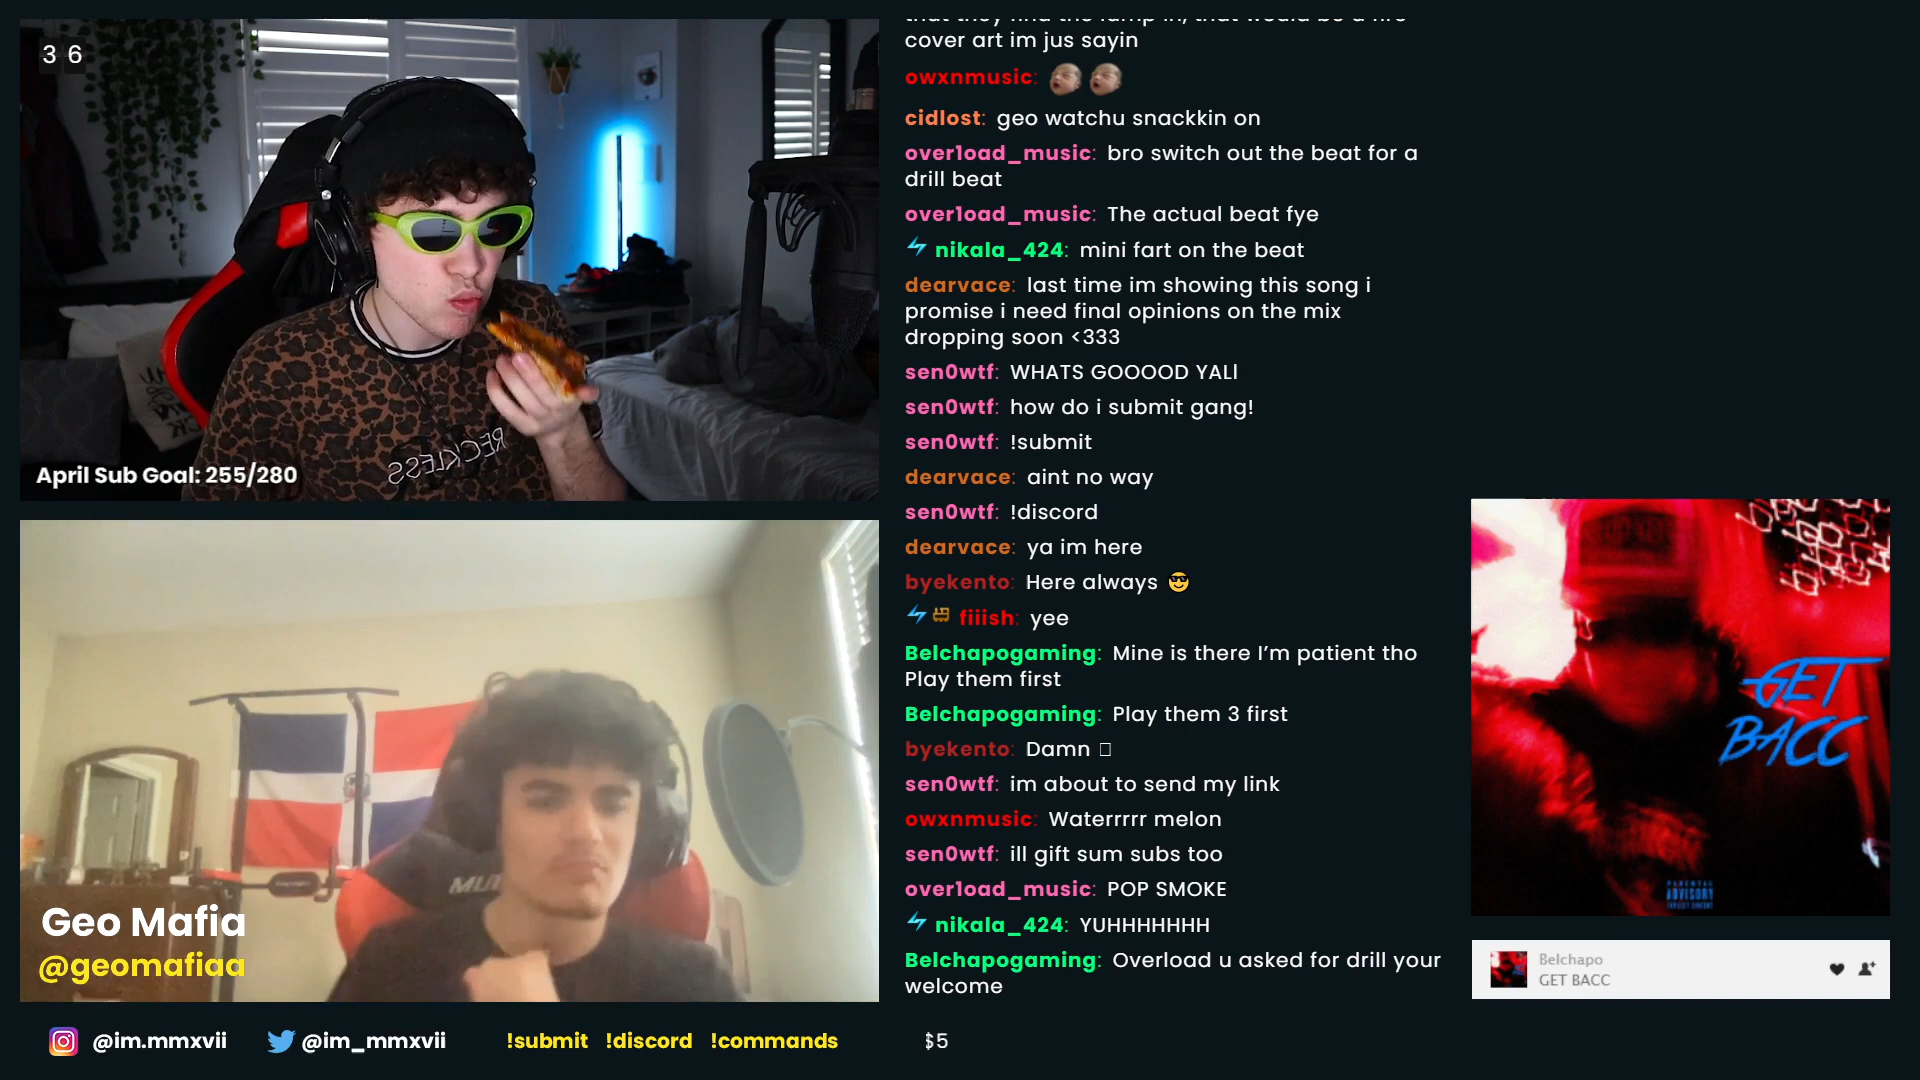 3 6
RECKLESS
April Sub Goal: 255/280
Geo Mafia
@geomafiaa
@im.mmxvii
@im_mmxvii
!submit !discord !commands
$5
cover art im jus sayin
owxnmusic:
cidlost: geo watchu snackkin on
over1oad_music: bro switch out the beat for a
drill beat
over1oad_music: The actual beat fye
nikala_424: mini fart on the beat
dearvace: last time im showing this song i
promise i need final opinions on the mix
dropping soon <333
sen0wtf: WHATS GOOOOD YALl
sen0wtf: how do i submit gang!
sen0wtf: !submit
dearvace: aint no way
sen0wtf: !discord
dearvace: ya im here
byekento: Here always 😎
fiiish: yee
Belchapogaming: Mine is there I’m patient tho
Play them first
Belchapogaming: Play them 3 first
byekento: Damn
sen0wtf: im about to send my link
owxnmusic: Waterrrrr melon
sen0wtf: ill gift sum subs too
over1oad_music: POP SMOKE
nikala_424: YUHHHHHHH
Belchapogaming: Overload u asked for drill your
welcome
GET
BACC
PARENTAL
ADVISORY
EXPLICIT CONTENT
Belchapo
GET BACC